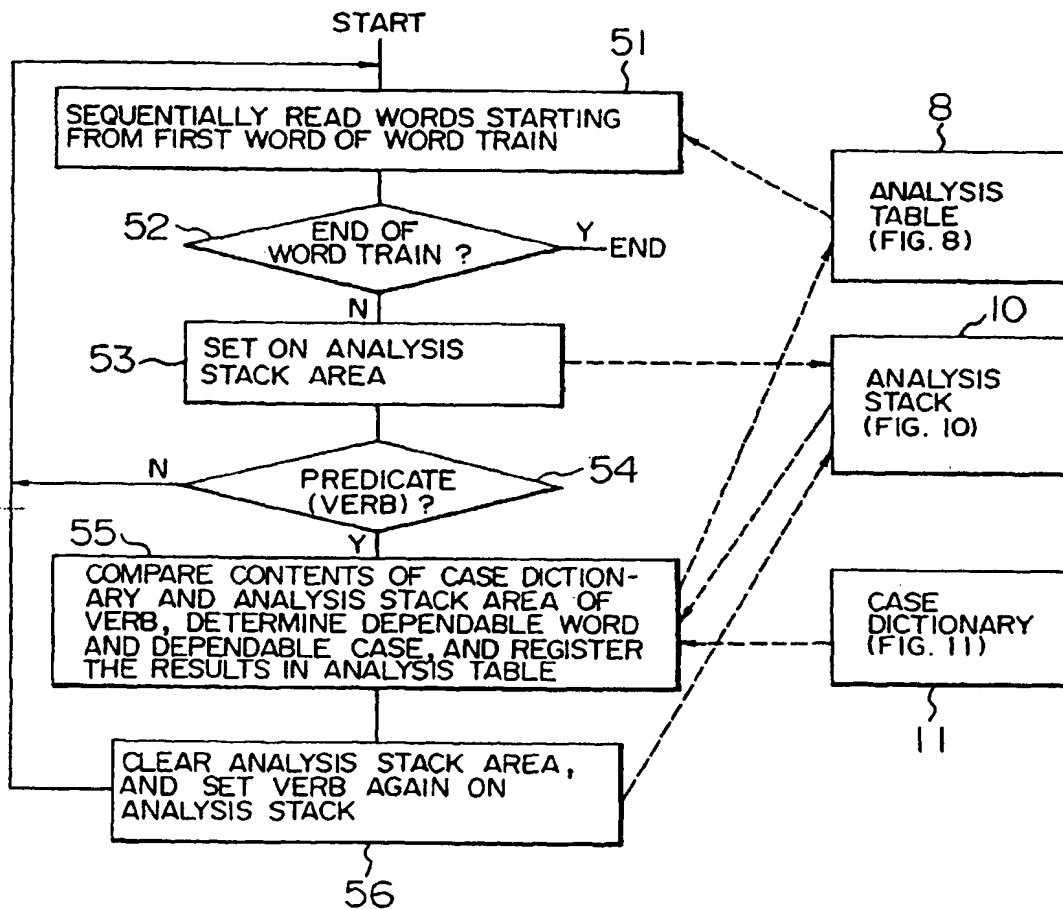 START
51
SEQUENTIALLY READ WORDS STARTING
FROM FIRST WORD OF WORD TRAIN
8
ANALYSIS
TABLE
(FIG. 8)
52
END OF
WORD TRAIN ?
Y
END
N
53
SET ON ANALYSIS
STACK AREA
10
ANALYSIS
STACK
(FIG. 10)
N
PREDICATE
(VERB) ?
54
Y
55
COMPARE CONTENTS OF CASE DICTION-
ARY AND ANALYSIS STACK AREA OF
VERB, DETERMINE DEPENDABLE WORD
AND DEPENDABLE CASE, AND REGISTER
THE RESULTS IN ANALYSIS TABLE
CASE
DICTIONARY
(FIG. 11)
11
CLEAR ANALYSIS STACK AREA,
AND SET VERB AGAIN ON
ANALYSIS STACK
56